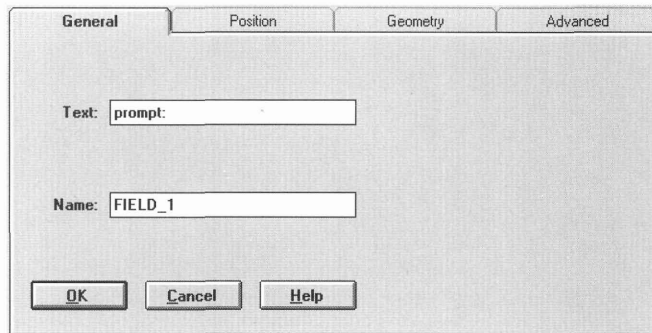 General Position Geometry Advanced
Text: prompt:
Name: FIELD_1
OK Cancel Help